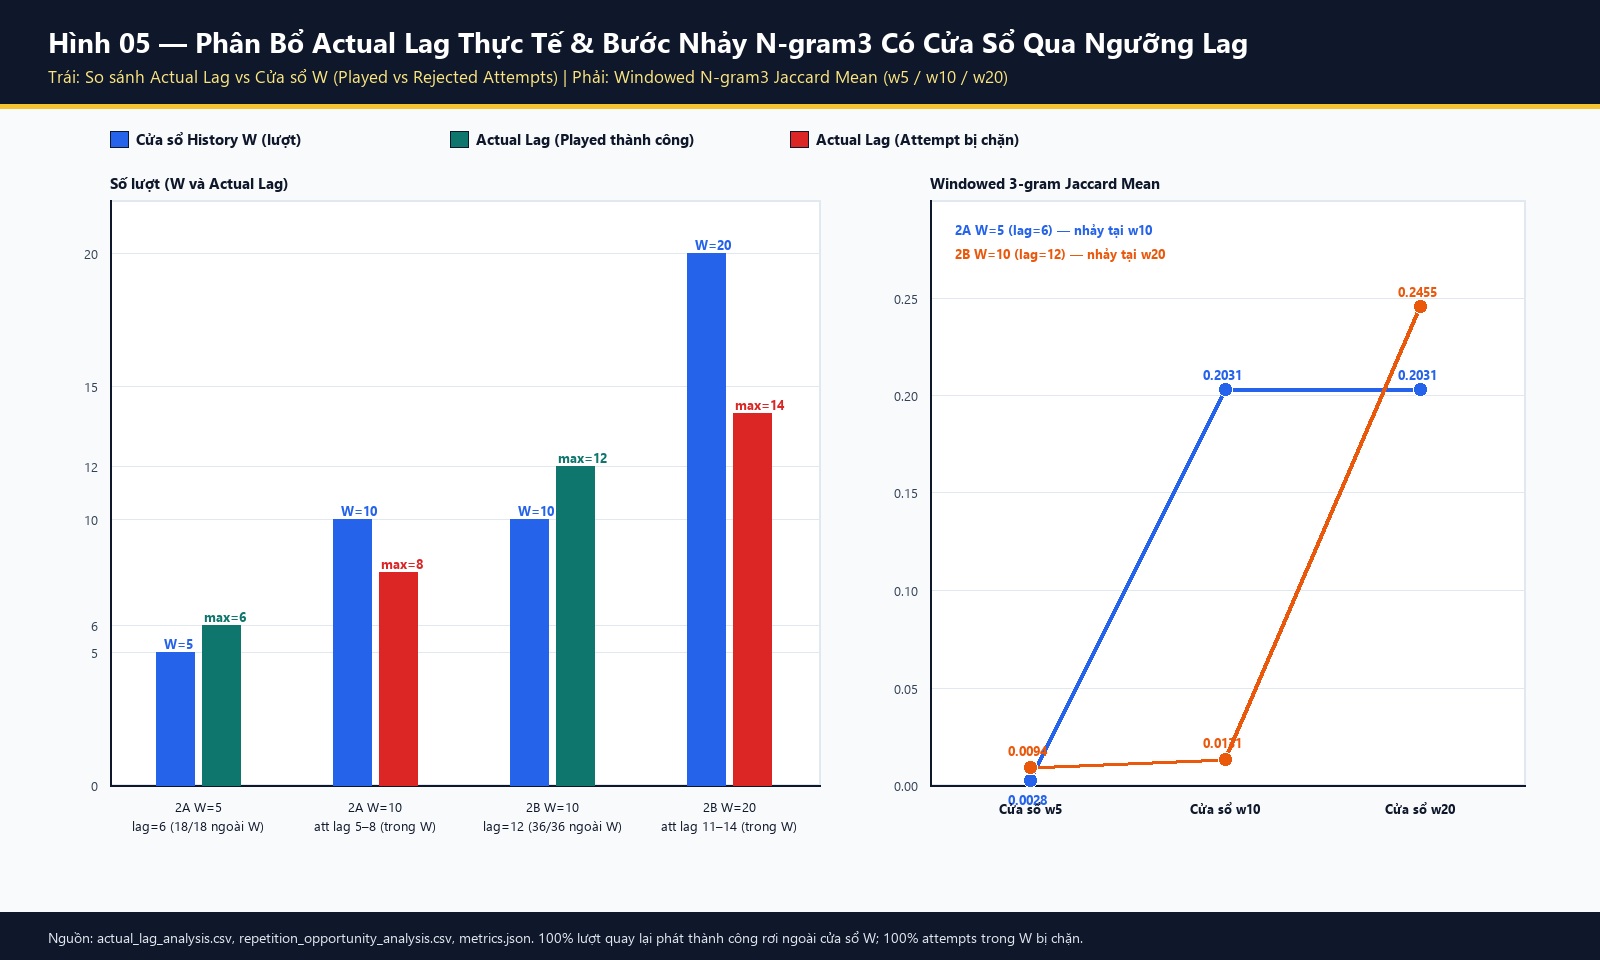 Hình 05 — Phân Bổ Actual Lag Thực Tế & Bước Nhảy N-gram3 Có Cửa Sổ Qua Ngưỡng Lag
Trái: So sánh Actual Lag vs Cửa sổ W (Played vs Rejected Attempts) | Phải: Windowed N-gram3 Jaccard Mean (w5 / w10 / w20)
Cửa sổ History W (lượt)
Actual Lag (Played thành công)
Actual Lag (Attempt bị chặn)
Số lượt (W và Actual Lag)
20
15
12
10
6
5
0
W=5
max=6
W=10
max=8
W=10
max=12
W=20
max=14
2A W=5
lag=6 (18/18 ngoài W)
2A W=10
att lag 5–8 (trong W)
2B W=10
lag=12 (36/36 ngoài W)
2B W=20
att lag 11–14 (trong W)
Windowed 3-gram Jaccard Mean
2A W=5 (lag=6) — nhảy tại w10
2B W=10 (lag=12) — nhảy tại w20
0.25
0.20
0.15
0.10
0.05
0.00
0.2455
0.2031
0.2031
0.0094
0.0131
0.0028
Cửa sổ w5
Cửa sổ w10
Cửa sổ w20
Nguồn: actual_lag_analysis.csv, repetition_opportunity_analysis.csv, metrics.json. 100% lượt quay lại phát thành công rơi ngoài cửa sổ W; 100% attempts trong W bị chặn.